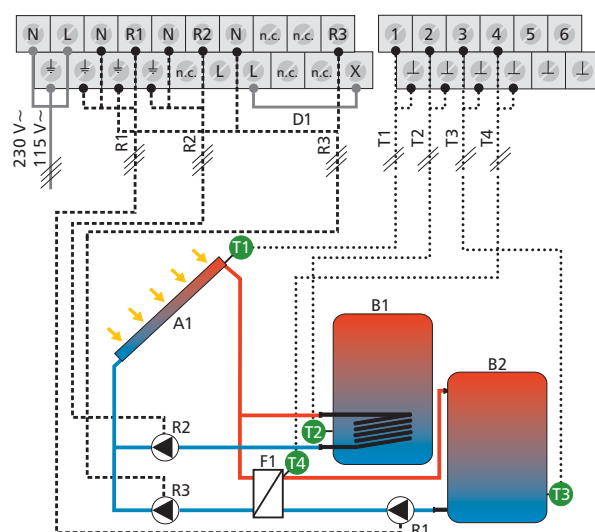 N L N R1 N R2 N n.c. n.c. R3
n.c. L L n.c. n.c. X
1 2 3 4 5 6
D1
230 V~
115 V~
R1
R2
R3
T1
T2
T3
T4
T1
A1
B1
B2
R2
T2
F1
T4
T3
R3
R1